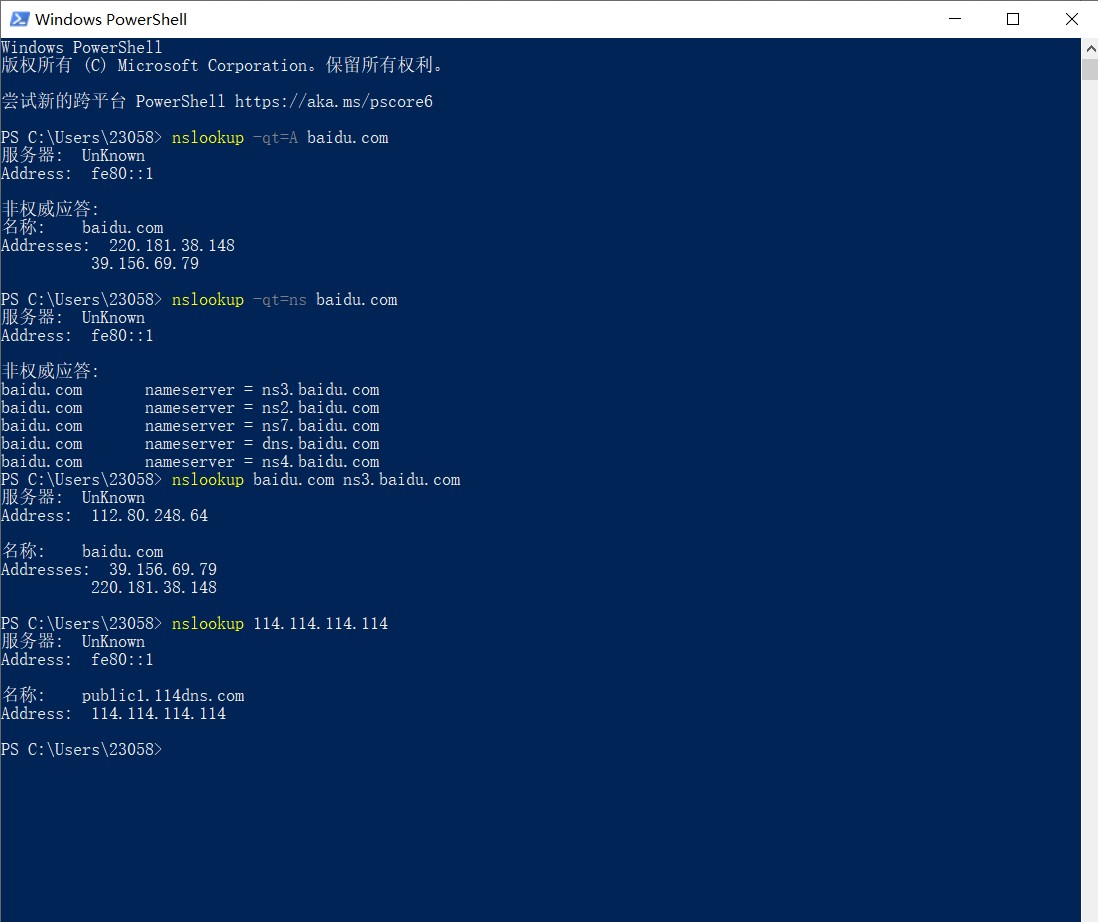 Windows PowerShell
Windows PowerShell
版权所有 (C) Microsoft Corporation。保留所有权利。
尝试新的跨平台 PowerShell https://aka.ms/pscore6
PS C:\Users\23058> nslookup -qt=A baidu.com
服务器:  UnKnown
Address:  fe80::1
非权威应答:
名称:    baidu.com
Addresses:  220.181.38.148
          39.156.69.79
PS C:\Users\23058> nslookup -qt=ns baidu.com
服务器:  UnKnown
Address:  fe80::1
非权威应答:
baidu.com       nameserver = ns3.baidu.com
baidu.com       nameserver = ns2.baidu.com
baidu.com       nameserver = ns7.baidu.com
baidu.com       nameserver = dns.baidu.com
baidu.com       nameserver = ns4.baidu.com
PS C:\Users\23058> nslookup baidu.com ns3.baidu.com
服务器:  UnKnown
Address:  112.80.248.64
名称:    baidu.com
Addresses:  39.156.69.79
          220.181.38.148
PS C:\Users\23058> nslookup 114.114.114.114
服务器:  UnKnown
Address:  fe80::1
名称:    public1.114dns.com
Address:  114.114.114.114
PS C:\Users\23058>